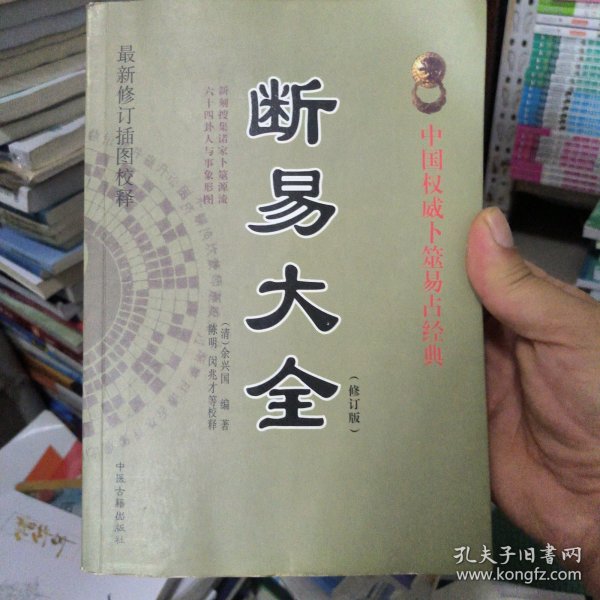 中国权威卜筮易占经典
断易大全
(修订版)
新刻搜集诸家卜筮源流
六十四卦人与事象形图
(清)余兴国 编著
陈明 闵兆才等校释
最新修订插图校释
中医古籍出版社
孔夫子旧书网
www.kongfz.com